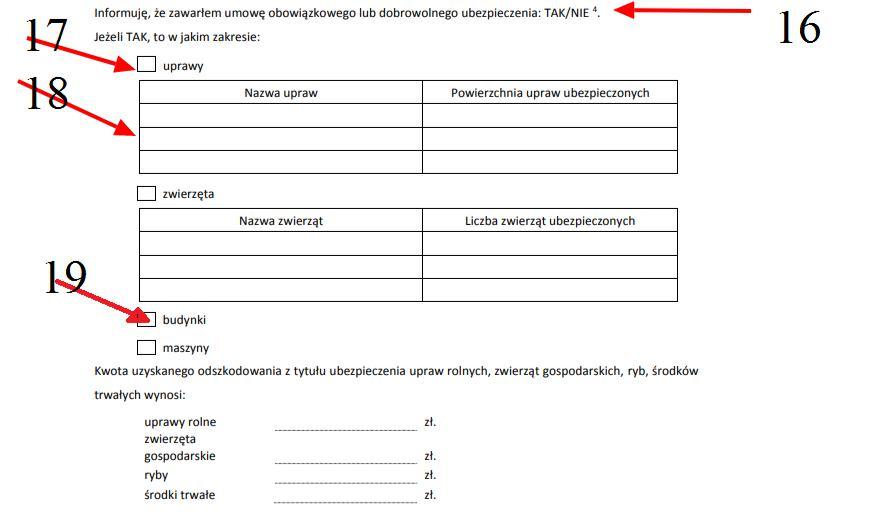 Informuję, że zawarłem umowę obowiązkowego lub dobrowolnego ubezpieczenia: TAK/NIE ⁴.
16
17
Jeżeli TAK, to w jakim zakresie:
uprawy
18
Nazwa upraw Powierzchnia upraw ubezpieczonych
zwierzęta
Nazwa zwierząt Liczba zwierząt ubezpieczonych
19
budynki
maszyny
Kwota uzyskanego odszkodowania z tytułu ubezpieczenia upraw rolnych, zwierząt gospodarskich, ryb, środków
trwałych wynosi:
uprawy rolne zł.
zwierzęta
gospodarskie zł.
ryby zł.
środki trwałe zł.